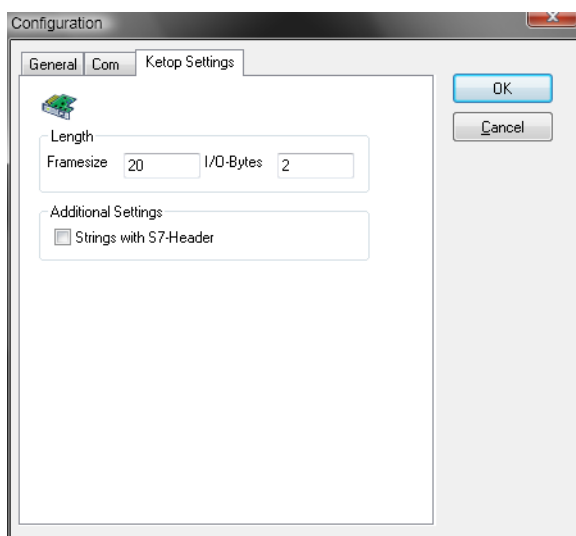 Configuration
General Com Ketop Settings
OK
Cancel
Length
Framesize 20 I/O-Bytes 2
Additional Settings
Strings with S7-Header